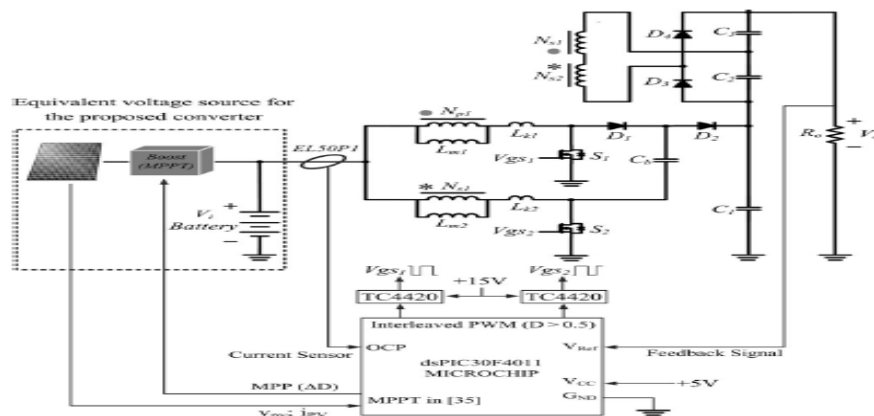 Equivalent voltage source for
the proposed converter
Boost
(MPPT)
EL50P1
Vi
Battery
+
−
Ns1
*
Ns2
D4
D3
C3
C2
Np1
Lm1
Lk1
D1
D2
Vgs1
S1
Cb
*
Ns1
Lm2
Lk2
Vgs2
S2
C1
Ro
+
V
−
Vgs1
Vgs2
+15V
TC4420
TC4420
Interleaved PWM (D > 0.5)
OCP
VRef
dsPIC30F4011
MICROCHIP
VCC
GND
MPPT in [35]
Current Sensor
Feedback Signal
MPP (ΔD)
+5V